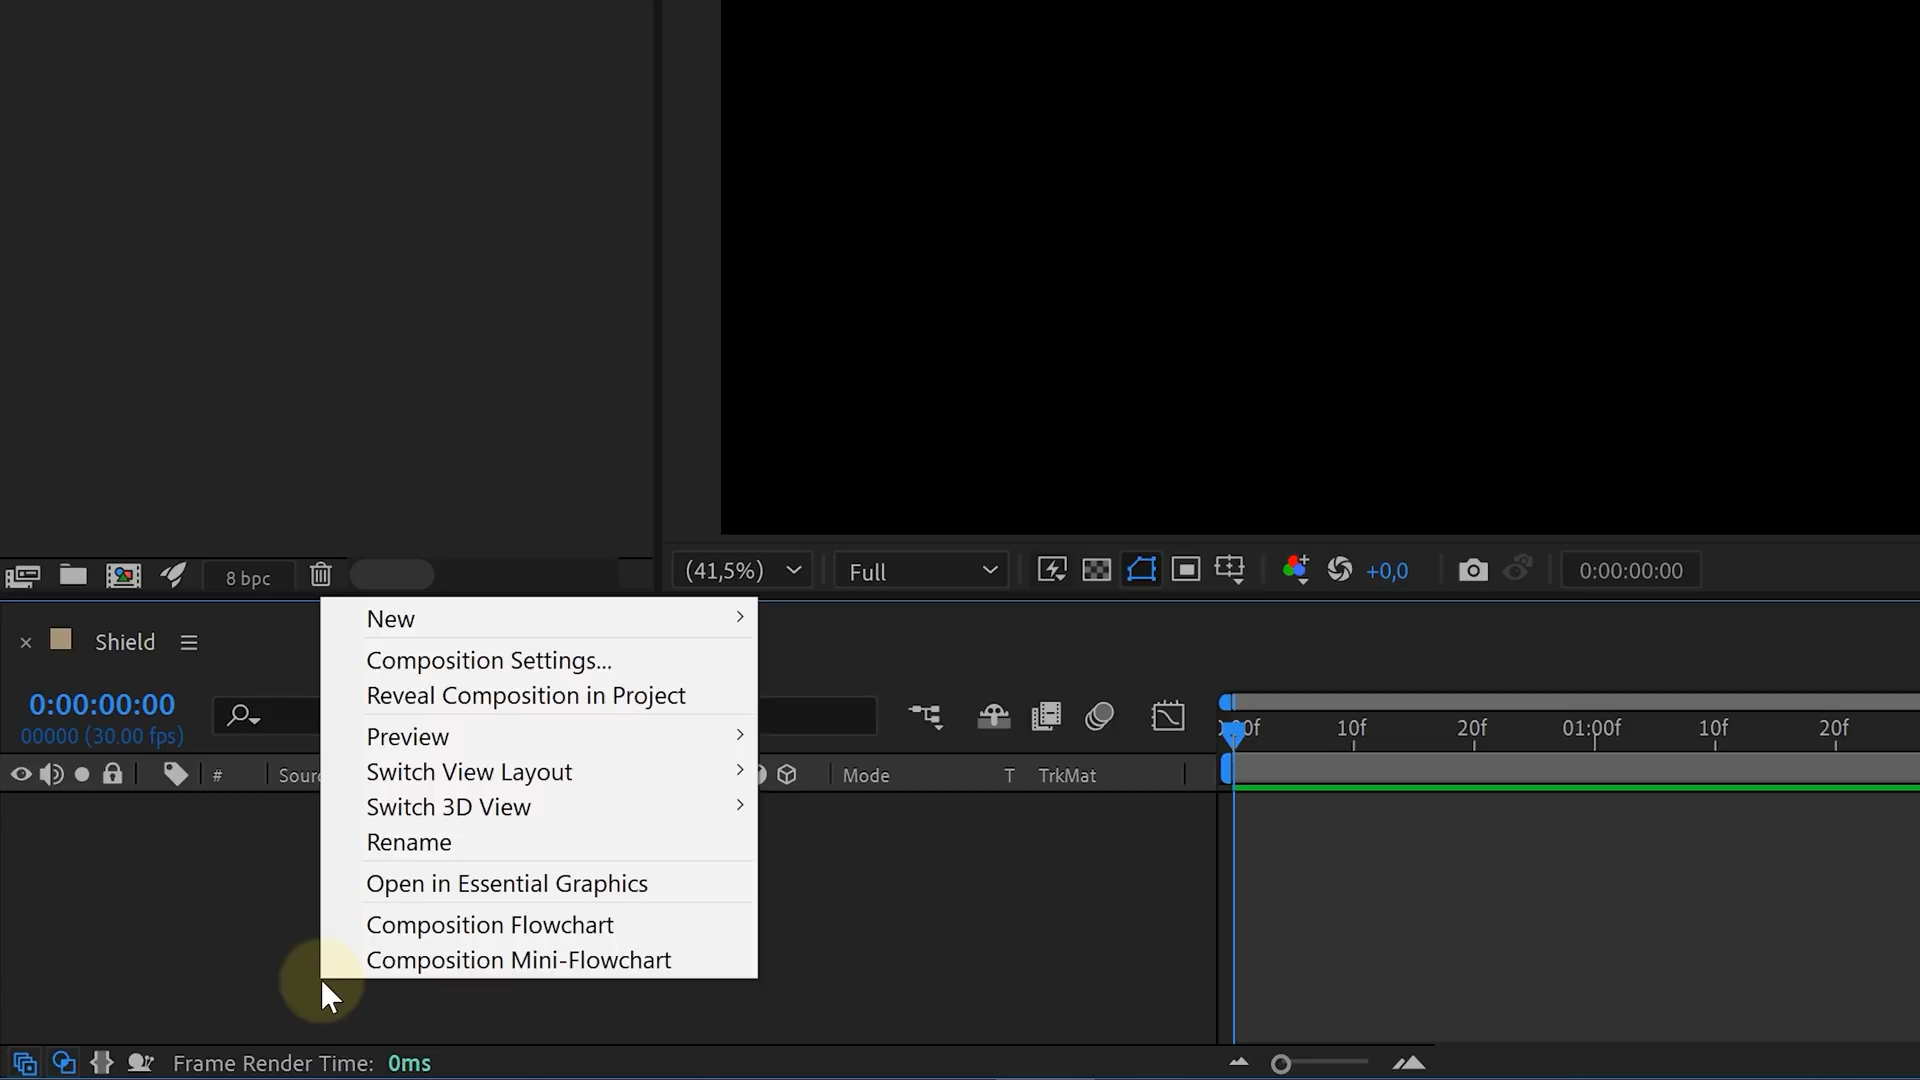 8 bpc
(41,5%)
Full
+0,0
0:00:00:00
Shield
0:00:00:00
00000 (30.00 fps)
#
Mode
T TrkMat
10f
20f
01:00f
10f
20f
New
Composition Settings...
Reveal Composition in Project
Preview
Switch View Layout
Switch 3D View
Rename
Open in Essential Graphics
Composition Flowchart
Composition Mini-Flowchart
Frame Render Time: 0ms